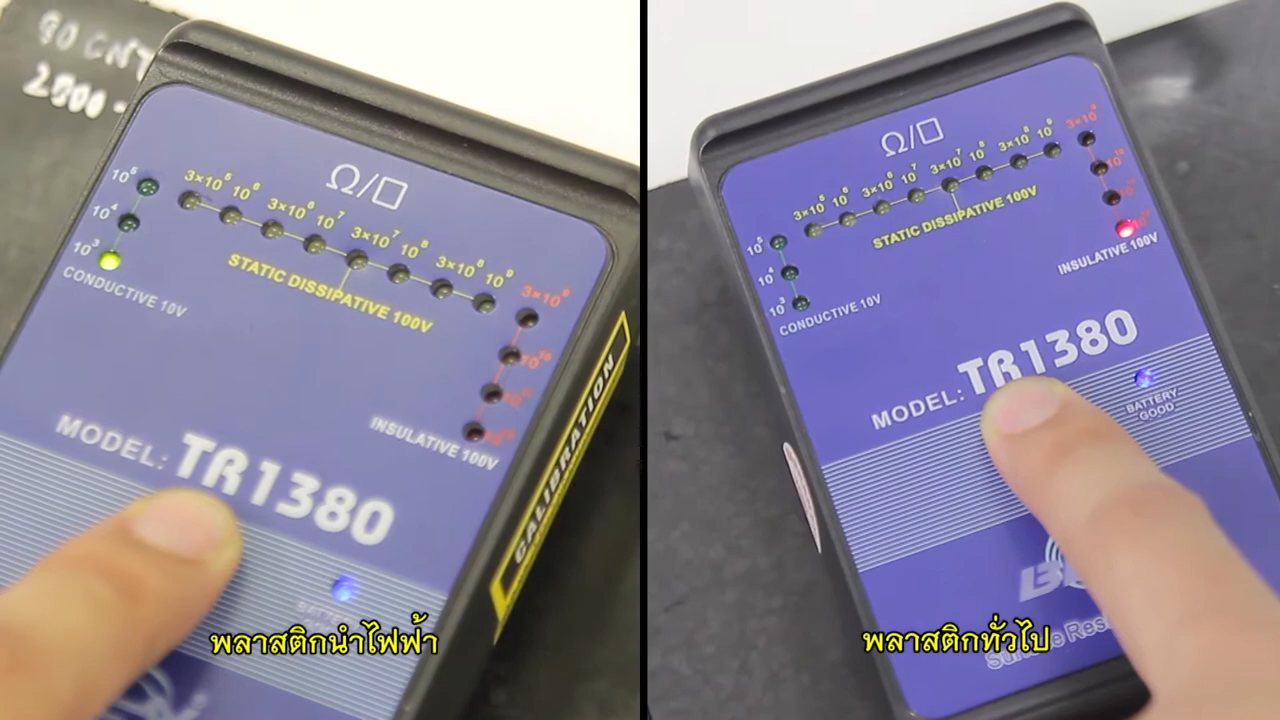 80 CNT
2800-
Ω/□
10⁵ 3×10⁵ 10⁶ 3×10⁶ 10⁷ 3×10⁷ 10⁸ 3×10⁸ 10⁹ 3×10⁹
10⁴
10³
CONDUCTIVE 10V
STATIC DISSIPATIVE 100V
10¹⁰
INSULATIVE 100V
MODEL: TR1380
CALIBRATION
พลาสติกนำไฟฟ้า
Ω/□
10⁵ 3×10⁵ 10⁶ 3×10⁶ 10⁷ 3×10⁷ 10⁸ 3×10⁸ 10⁹ 3×10⁹
10⁴
10³
CONDUCTIVE 10V
STATIC DISSIPATIVE 100V
10¹⁰
INSULATIVE 100V
MODEL: TR1380
BATTERY
GOOD
พลาสติกทั่วไป